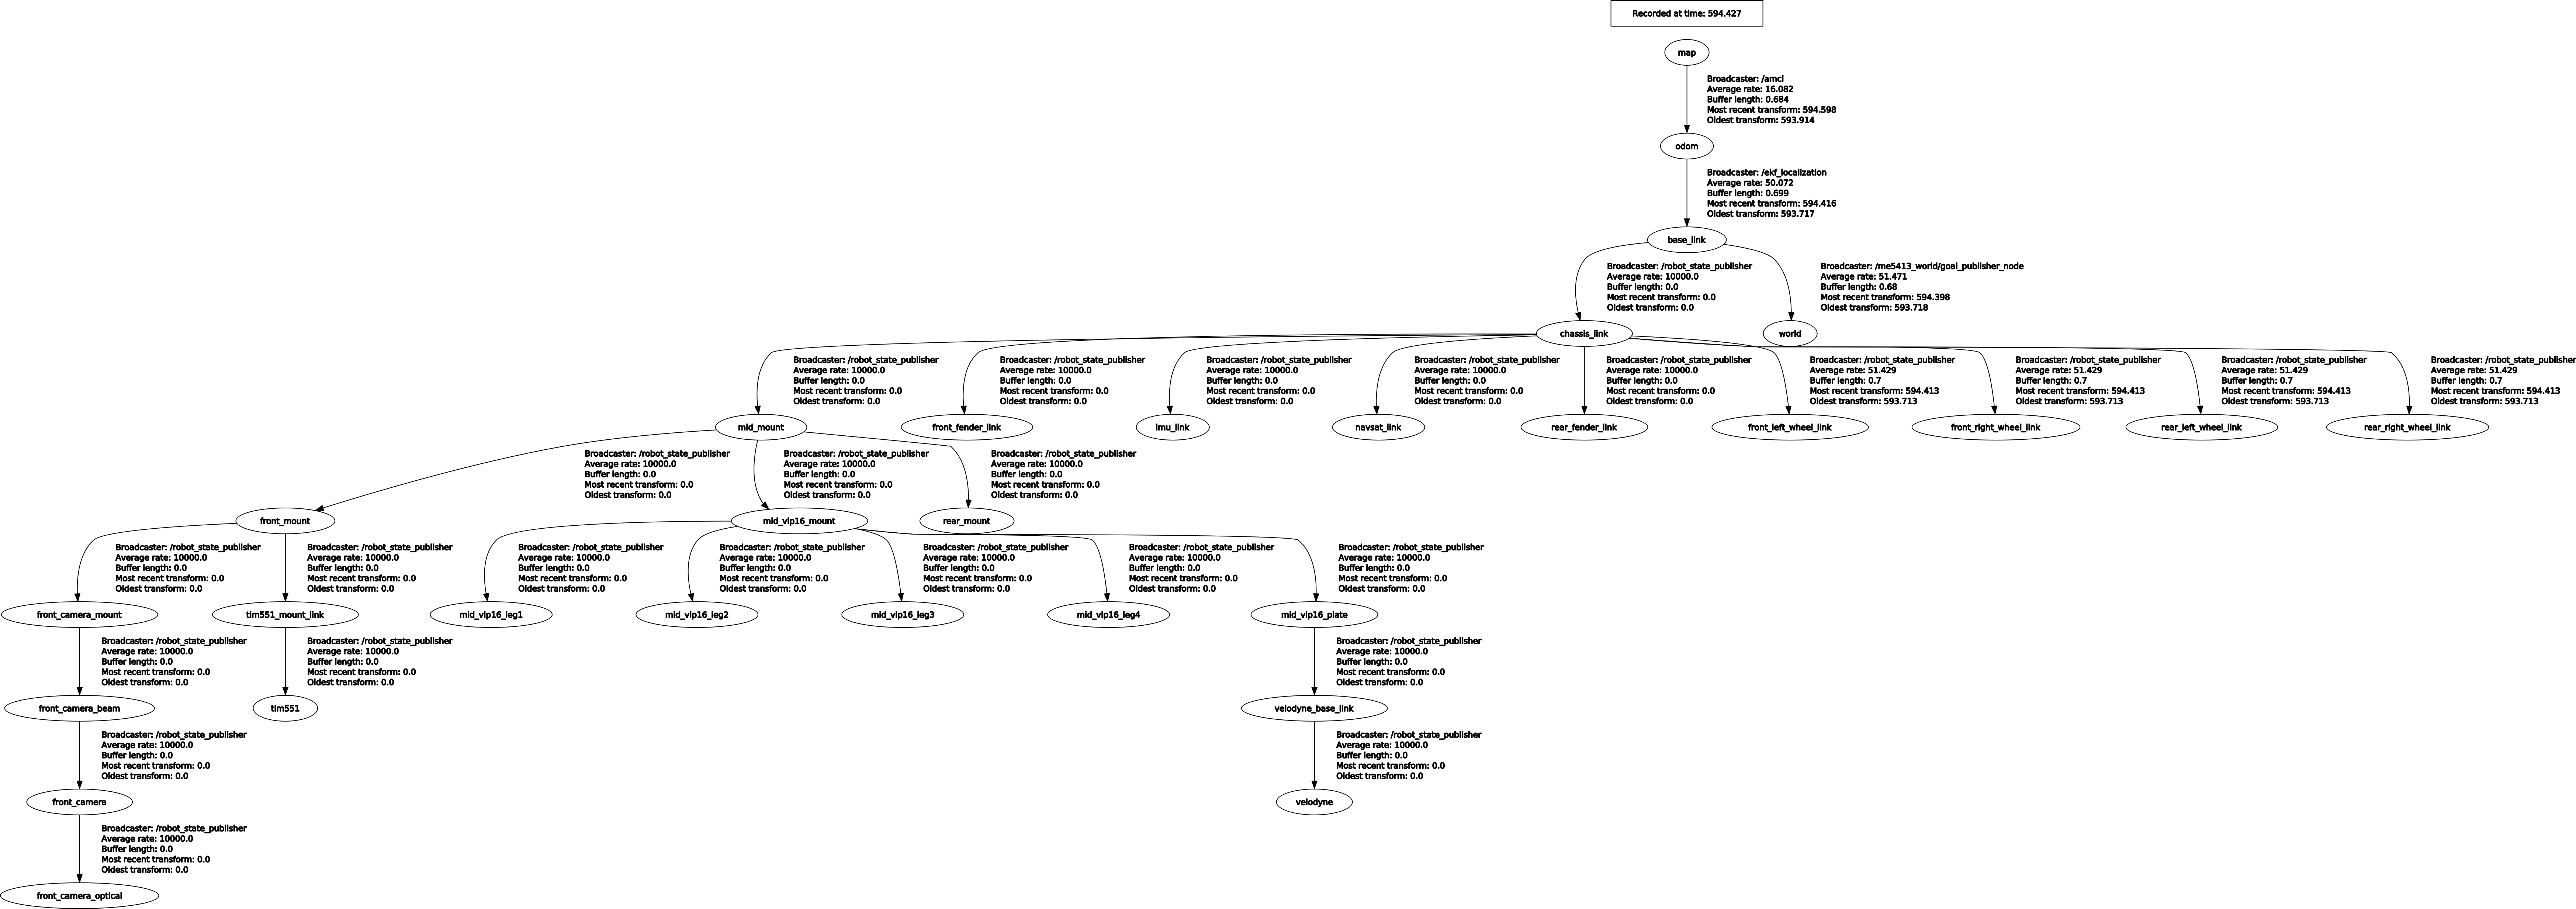 Recorded at time: 594.427
map
Broadcaster: /amcl
Average rate: 16.082
Buffer length: 0.684
Most recent transform: 594.598
Oldest transform: 593.914
odom
Broadcaster: /ekf_localization
Average rate: 50.072
Buffer length: 0.699
Most recent transform: 594.416
Oldest transform: 593.717
base_link
Broadcaster: /robot_state_publisher
Average rate: 10000.0
Buffer length: 0.0
Most recent transform: 0.0
Oldest transform: 0.0
Broadcaster: /me5413_world/goal_publisher_node
Average rate: 51.471
Buffer length: 0.68
Most recent transform: 594.398
Oldest transform: 593.718
chassis_link
world
Broadcaster: /robot_state_publisher
Average rate: 10000.0
Buffer length: 0.0
Most recent transform: 0.0
Oldest transform: 0.0
Broadcaster: /robot_state_publisher
Average rate: 10000.0
Buffer length: 0.0
Most recent transform: 0.0
Oldest transform: 0.0
Broadcaster: /robot_state_publisher
Average rate: 10000.0
Buffer length: 0.0
Most recent transform: 0.0
Oldest transform: 0.0
Broadcaster: /robot_state_publisher
Average rate: 10000.0
Buffer length: 0.0
Most recent transform: 0.0
Oldest transform: 0.0
Broadcaster: /robot_state_publisher
Average rate: 10000.0
Buffer length: 0.0
Most recent transform: 0.0
Oldest transform: 0.0
Broadcaster: /robot_state_publisher
Average rate: 51.429
Buffer length: 0.7
Most recent transform: 594.413
Oldest transform: 593.713
Broadcaster: /robot_state_publisher
Average rate: 51.429
Buffer length: 0.7
Most recent transform: 594.413
Oldest transform: 593.713
Broadcaster: /robot_state_publisher
Average rate: 51.429
Buffer length: 0.7
Most recent transform: 594.413
Oldest transform: 593.713
Broadcaster: /robot_state_publisher
Average rate: 51.429
Buffer length: 0.7
Most recent transform: 594.413
Oldest transform: 593.713
mid_mount
front_fender_link
imu_link
navsat_link
rear_fender_link
front_left_wheel_link
front_right_wheel_link
rear_left_wheel_link
rear_right_wheel_link
Broadcaster: /robot_state_publisher
Average rate: 10000.0
Buffer length: 0.0
Most recent transform: 0.0
Oldest transform: 0.0
Broadcaster: /robot_state_publisher
Average rate: 10000.0
Buffer length: 0.0
Most recent transform: 0.0
Oldest transform: 0.0
Broadcaster: /robot_state_publisher
Average rate: 10000.0
Buffer length: 0.0
Most recent transform: 0.0
Oldest transform: 0.0
front_mount
mid_vlp16_mount
rear_mount
Broadcaster: /robot_state_publisher
Average rate: 10000.0
Buffer length: 0.0
Most recent transform: 0.0
Oldest transform: 0.0
Broadcaster: /robot_state_publisher
Average rate: 10000.0
Buffer length: 0.0
Most recent transform: 0.0
Oldest transform: 0.0
Broadcaster: /robot_state_publisher
Average rate: 10000.0
Buffer length: 0.0
Most recent transform: 0.0
Oldest transform: 0.0
Broadcaster: /robot_state_publisher
Average rate: 10000.0
Buffer length: 0.0
Most recent transform: 0.0
Oldest transform: 0.0
Broadcaster: /robot_state_publisher
Average rate: 10000.0
Buffer length: 0.0
Most recent transform: 0.0
Oldest transform: 0.0
Broadcaster: /robot_state_publisher
Average rate: 10000.0
Buffer length: 0.0
Most recent transform: 0.0
Oldest transform: 0.0
Broadcaster: /robot_state_publisher
Average rate: 10000.0
Buffer length: 0.0
Most recent transform: 0.0
Oldest transform: 0.0
front_camera_mount
tim551_mount_link
mid_vlp16_leg1
mid_vlp16_leg2
mid_vlp16_leg3
mid_vlp16_leg4
mid_vlp16_plate
Broadcaster: /robot_state_publisher
Average rate: 10000.0
Buffer length: 0.0
Most recent transform: 0.0
Oldest transform: 0.0
Broadcaster: /robot_state_publisher
Average rate: 10000.0
Buffer length: 0.0
Most recent transform: 0.0
Oldest transform: 0.0
Broadcaster: /robot_state_publisher
Average rate: 10000.0
Buffer length: 0.0
Most recent transform: 0.0
Oldest transform: 0.0
front_camera_beam
tim551
velodyne_base_link
Broadcaster: /robot_state_publisher
Average rate: 10000.0
Buffer length: 0.0
Most recent transform: 0.0
Oldest transform: 0.0
Broadcaster: /robot_state_publisher
Average rate: 10000.0
Buffer length: 0.0
Most recent transform: 0.0
Oldest transform: 0.0
front_camera
velodyne
Broadcaster: /robot_state_publisher
Average rate: 10000.0
Buffer length: 0.0
Most recent transform: 0.0
Oldest transform: 0.0
front_camera_optical